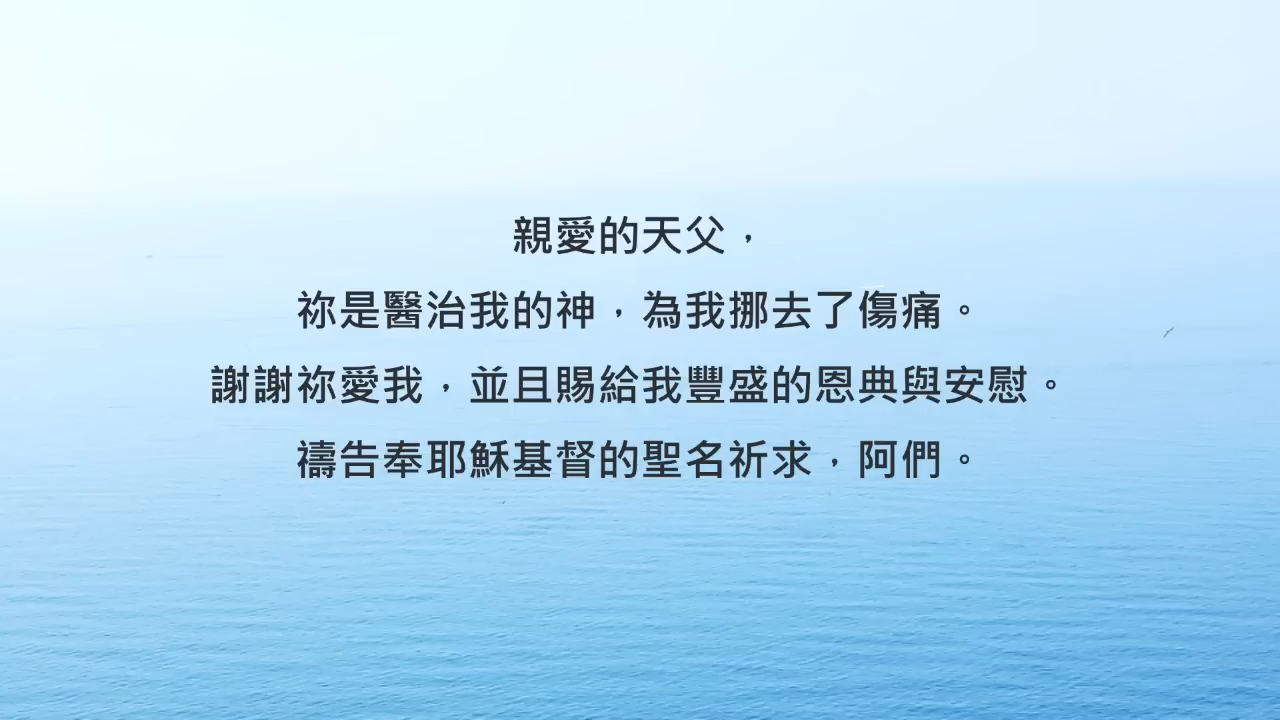 親愛的天父，
祢是醫治我的神，為我挪去了傷痛。
謝謝祢愛我，並且賜給我豐盛的恩典與安慰。
禱告奉耶穌基督的聖名祈求，阿們。